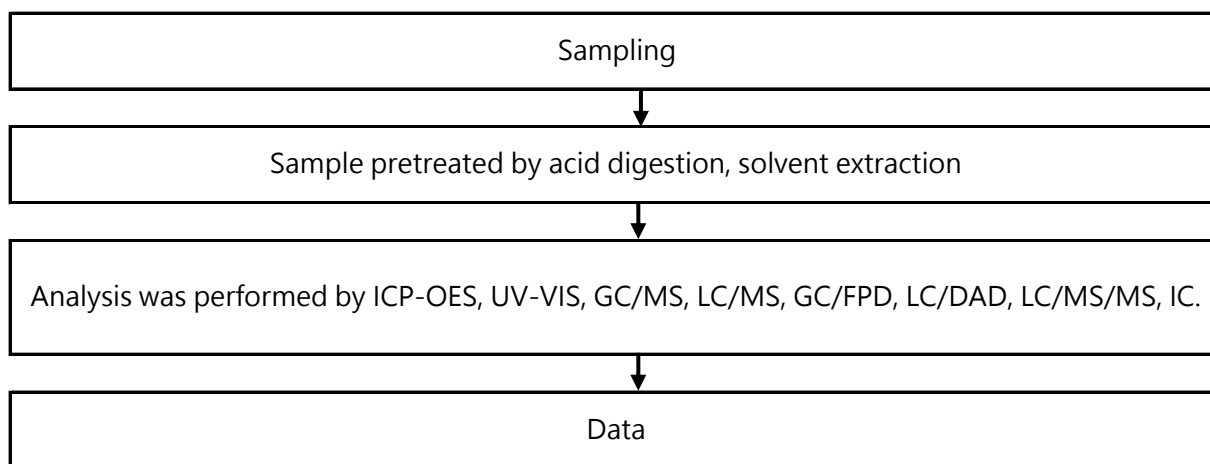 Sampling
Sample pretreated by acid digestion, solvent extraction
Analysis was performed by ICP-OES, UV-VIS, GC/MS, LC/MS, GC/FPD, LC/DAD, LC/MS/MS, IC.
Data